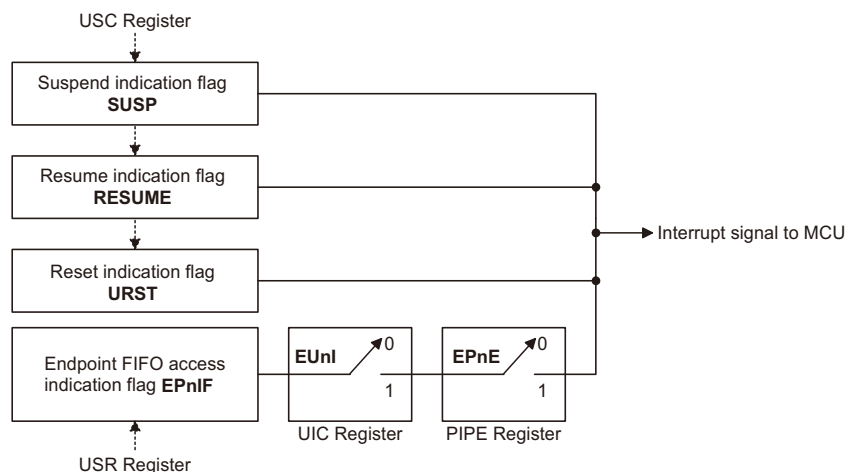 USC Register
Suspend indication flag
SUSP
Resume indication flag
RESUME
Interrupt signal to MCU
Reset indication flag
URST
Endpoint FIFO access
indication flag EPnIF
EUnI
0
1
EPnE
0
1
UIC Register
PIPE Register
USR Register